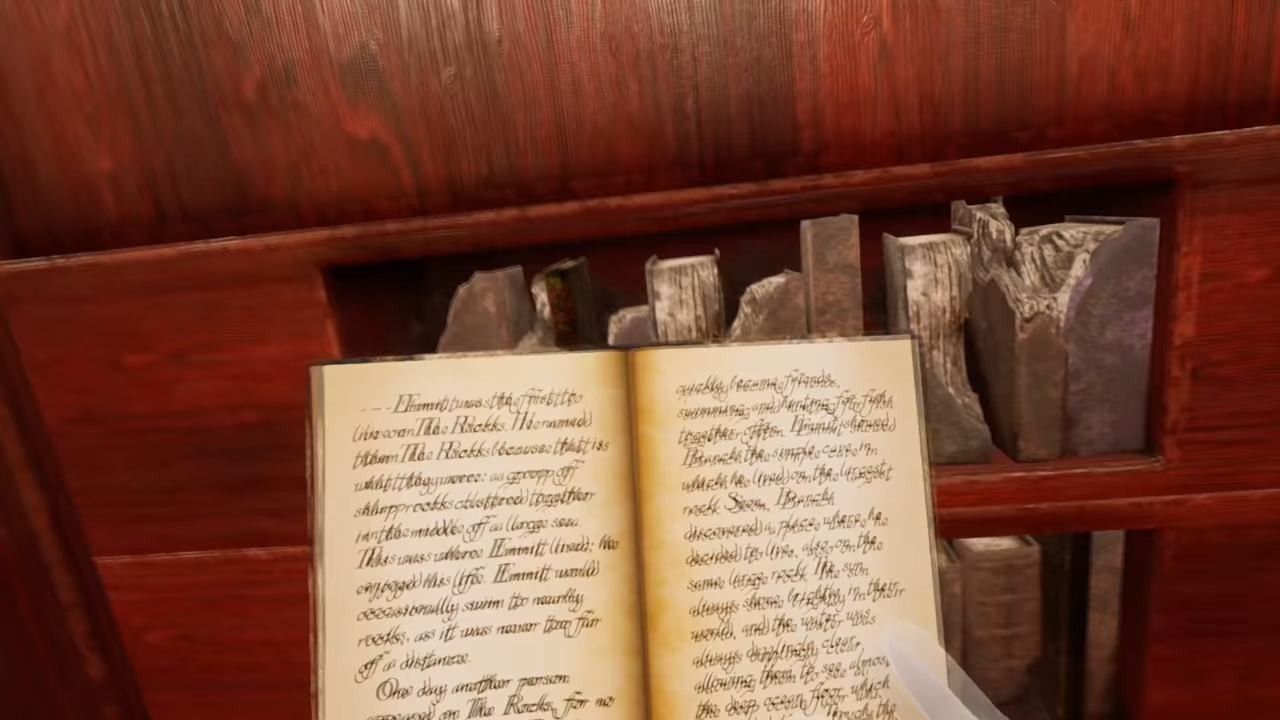 ---Emmit was the first to
live on The Rocks. He named
them The Rocks because that is
what they were: a group of
sharp rocks clustered together
in the middle of a large sea.
This was where Emmit lived; He
enjoyed his life. Emmit would
occasionally swim to nearby
rocks, as it was never too far
of a distance.
One day another person
appeared on The Rocks, for no
quickly became friends,
swimming and hunting for fish
together often. Emmit showed
Branch the simple cave in
which he lived on the largest
rock. Soon, Branch
discovered a place where he
decided to live, also on the
same large rock. The sun
always shone brightly in their
world, and the water was
always appealingly clear,
allowing them to see almost
the deep ocean floor, which